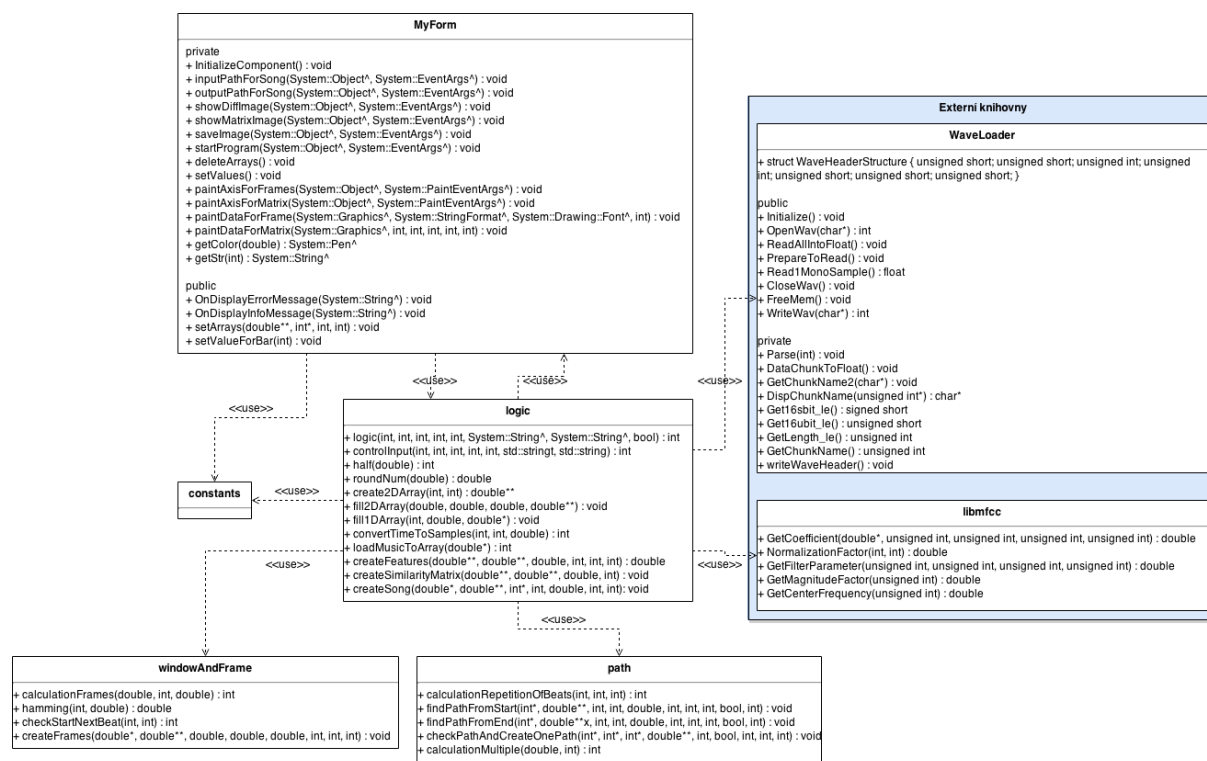 MyForm
private
+ InitializeComponent() : void
+ inputPathForSong(System::Object^, System::EventArgs^) : void
+ outputPathForSong(System::Object^, System::EventArgs^) : void
+ showDiffImage(System::Object^, System::EventArgs^) : void
+ showMatrixImage(System::Object^, System::EventArgs^) : void
+ saveImage(System::Object^, System::EventArgs^) : void
+ startProgram(System::Object^, System::EventArgs^) : void
+ deleteArrays() : void
+ setValues() : void
+ paintAxisForFrames(System::Object^, System::PaintEventArgs^) : void
+ paintAxisForMatrix(System::Object^, System::PaintEventArgs^) : void
+ paintDataForFrame(System::Graphics^, System::StringFormat^, System::Drawing::Font^, int) : void
+ paintDataForMatrix(System::Graphics^, int, int, int, int, int) : void
+ getColor(double) : System::Pen^
+ getStr(int) : System::String^
public
+ OnDisplayErrorMessage(System::String^) : void
+ OnDisplayInfoMessage(System::String^) : void
+ setArrays(double**, int*, int, int) : void
+ setValueForBar(int) : void
Externí knihovny
WaveLoader
+ struct WaveHeaderStructure { unsigned short; unsigned short; unsigned int; unsigned
int; unsigned short; unsigned short; unsigned short; }
public
+ Initialize() : void
+ OpenWav(char*) : int
+ ReadAllIntoFloat() : void
+ PrepareToRead() : void
+ Read1MonoSample() : float
+ CloseWav() : void
+ FreeMem() : void
+ WriteWav(char*) : int
private
+ Parse(int) : void
+ DataChunkToFloat() : void
+ GetChunkName2(char*) : void
+ DispChunkName(unsigned int*) : char*
+ Get16sbit_le() : signed short
+ Get16ubit_le() : unsigned short
+ GetLength_le() : unsigned int
+ GetChunkName() : unsigned int
+ writeWaveHeader() : void
<<use>>
<<use>>
<<use>>
<<use>>
logic
+ logic(int, int, int, int, int, System::String^, System::String^, bool) : int
+ controlInput(int, int, int, int, int, std::stringt, std::string) : int
+ half(double) : int
+ roundNum(double) : double
+ create2DArray(int, int) : double**
+ fill2DArray(double, double, double, double**) : void
+ fill1DArray(int, double, double*) : void
+ convertTimeToSamples(int, int, double) : int
+ loadMusicToArray(double*) : int
+ createFeatures(double**, double**, double, int, int, int) : double
+ createSimilarityMatrix(double**, double**, double, int) : void
+ createSong(double*, double**, int*, int, double, int, int): void
constants
<<use>>
<<use>>
<<use>>
<<use>>
libmfcc
+ GetCoefficient(double*, unsigned int, unsigned int, unsigned int, unsigned int) : double
+ NormalizationFactor(int, int) : double
+ GetFilterParameter(unsigned int, unsigned int, unsigned int, unsigned int) : double
+ GetMagnitudeFactor(unsigned int) : double
+ GetCenterFrequency(unsigned int) : double
windowAndFrame
+ calculationFrames(double, int, double) : int
+ hamming(int, double) : double
+ checkStartNextBeat(int, int) : int
+ createFrames(double*, double**, double, double, double, int, int, int) : void
path
+ calculationRepetitionOfBeats(int, int, int) : int
+ findPathFromStart(int*, double**, int, int, double, int, int, int, bool, int) : void
+ findPathFromEnd(int*, double**x, int, int, double, int, int, int, bool, int) : void
+ checkPathAndCreateOnePath(int*, int*, int*, double**, int, bool, int, int, int) : void
+ calculationMultiple(double, int) : int